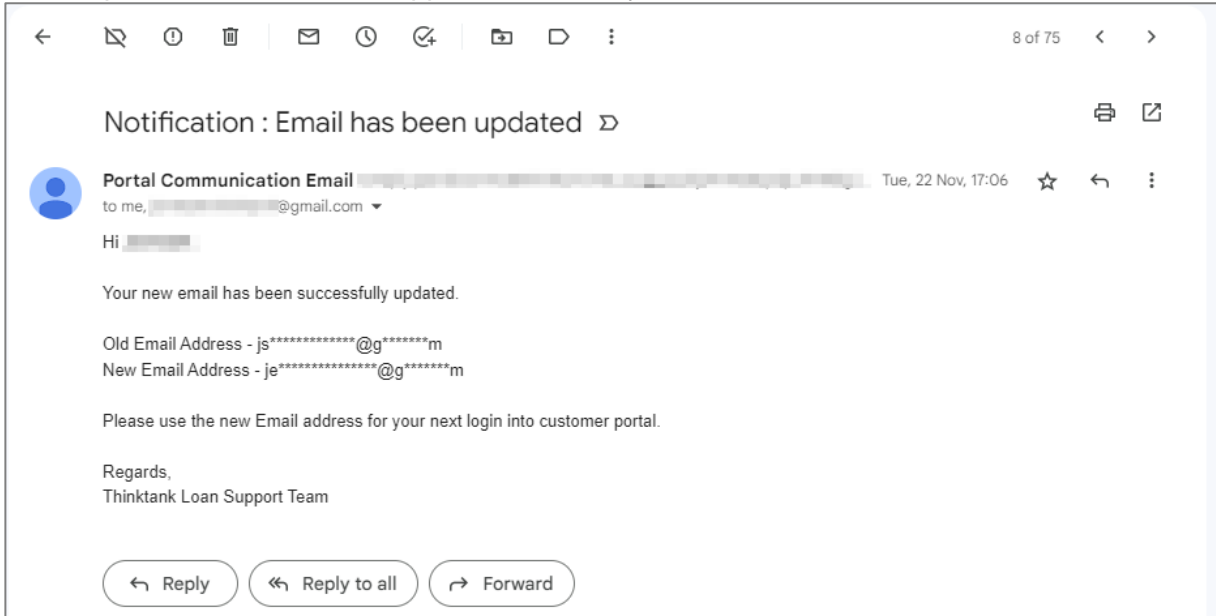 8 of 75
Notification : Email has been updated
Portal Communication Email
Tue, 22 Nov, 17:06
to me, @gmail.com
Hi
Your new email has been successfully updated.
Old Email Address - js*************@g*******m
New Email Address - je***************@g*******m
Please use the new Email address for your next login into customer portal.
Regards,
Thinktank Loan Support Team
Reply Reply to all Forward